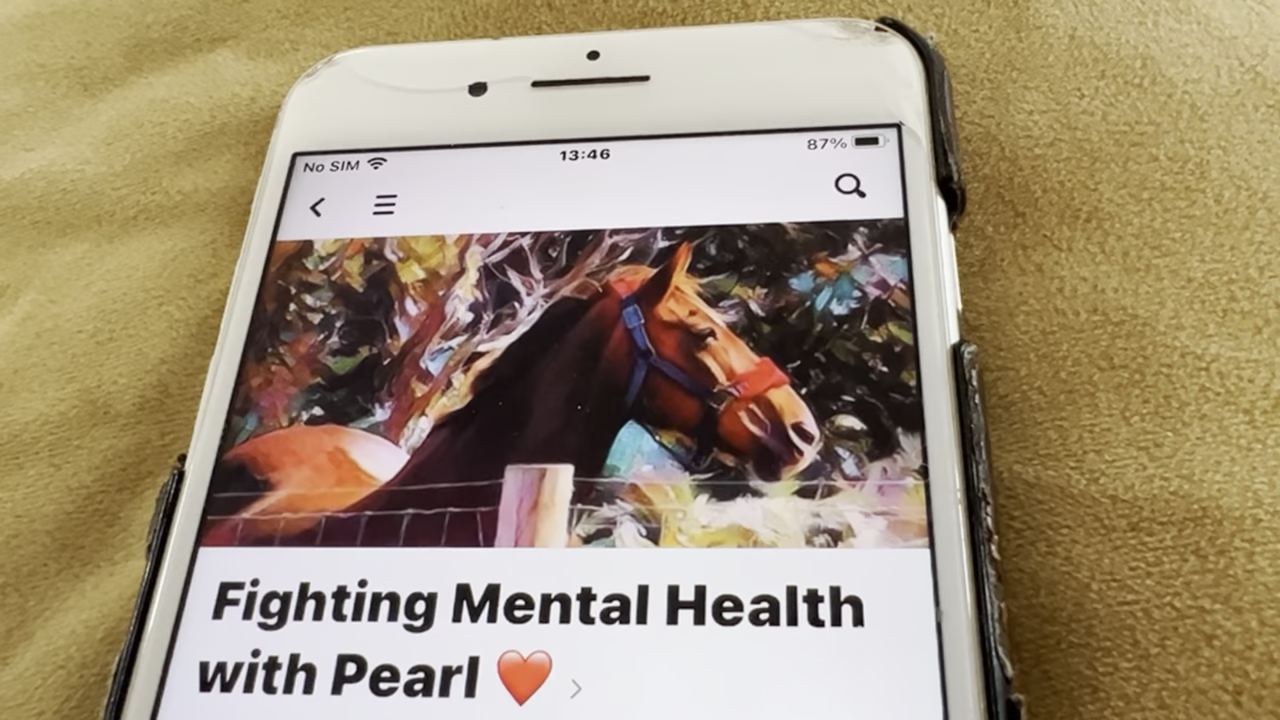 No SIM 13:46 87%
Fighting Mental Health
with Pearl ❤️